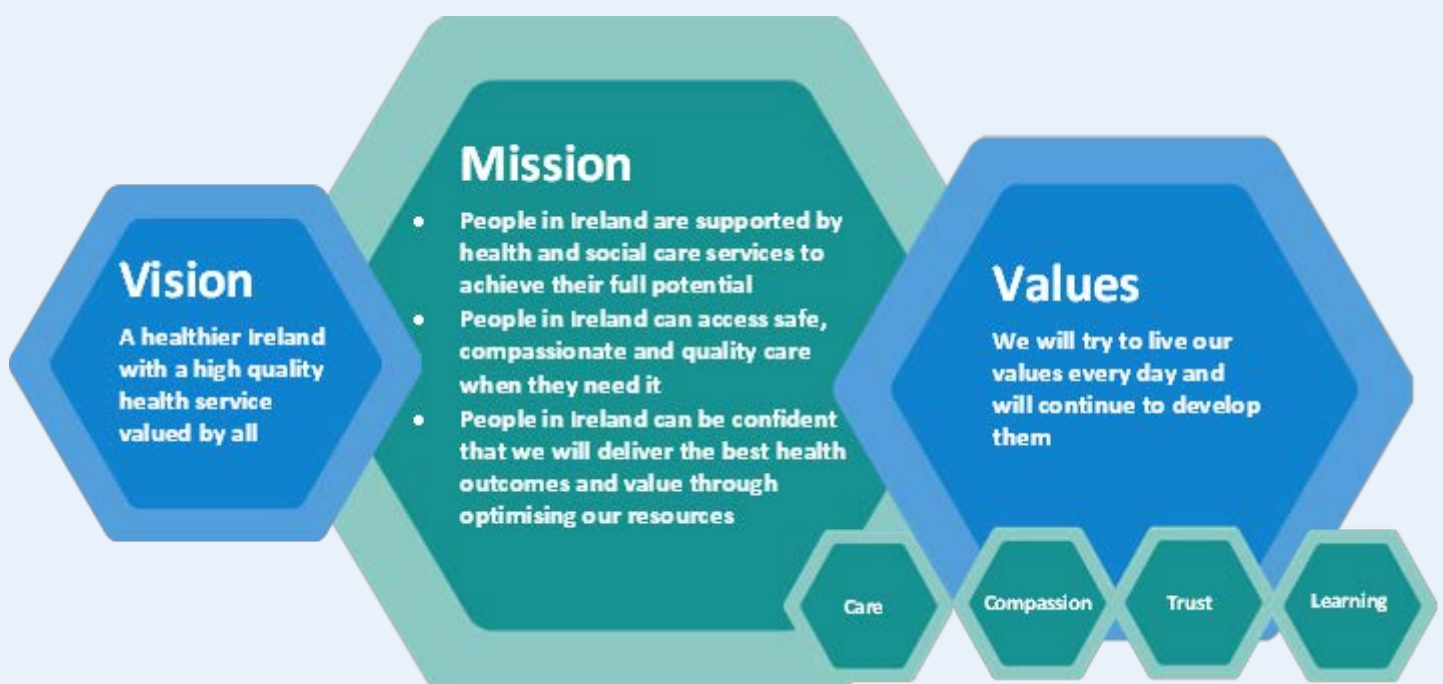 Vision
A healthier Ireland
with a high quality
health service
valued by all
Mission
• People in Ireland are supported by
health and social care services to
achieve their full potential
• People in Ireland can access safe,
compassionate and quality care
when they need it
• People in Ireland can be confident
that we will deliver the best health
outcomes and value through
optimising our resources
Values
We will try to live our
values every day and
will continue to develop
them
Care
Compassion
Trust
Learning